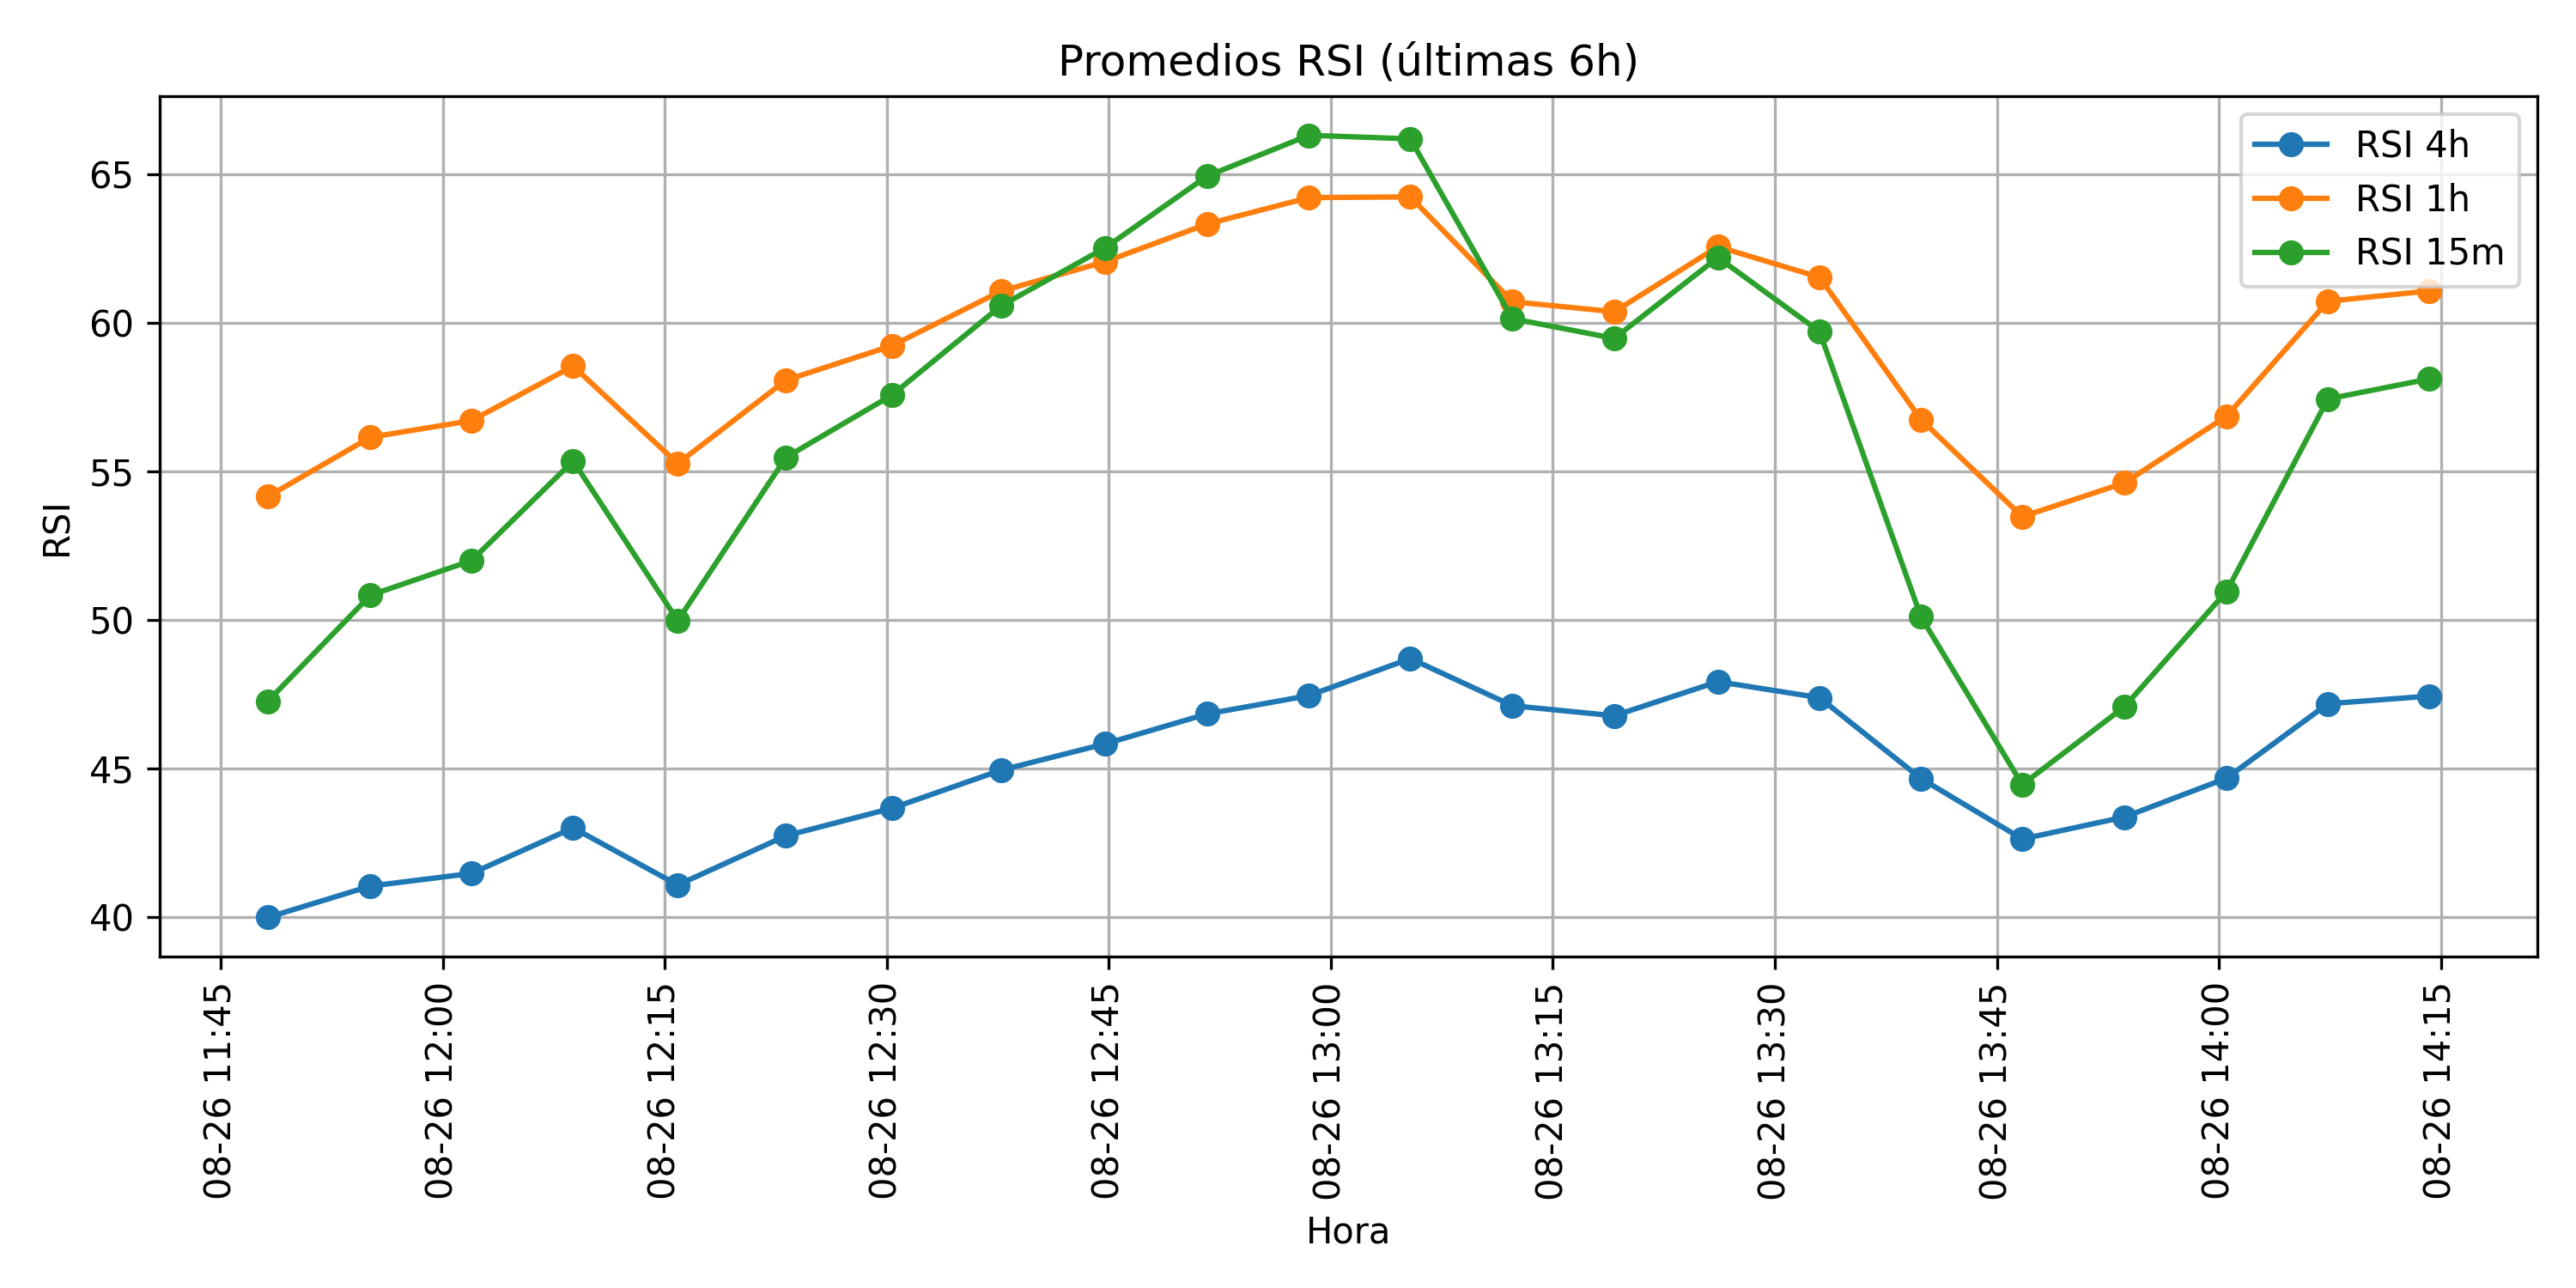 Promedios RSI (últimas 6h)
RSI 4h
RSI 1h
RSI 15m
RSI
65
60
55
50
45
40
08-26 11:45
08-26 12:00
08-26 12:15
08-26 12:30
08-26 12:45
08-26 13:00
08-26 13:15
08-26 13:30
08-26 13:45
08-26 14:00
08-26 14:15
Hora